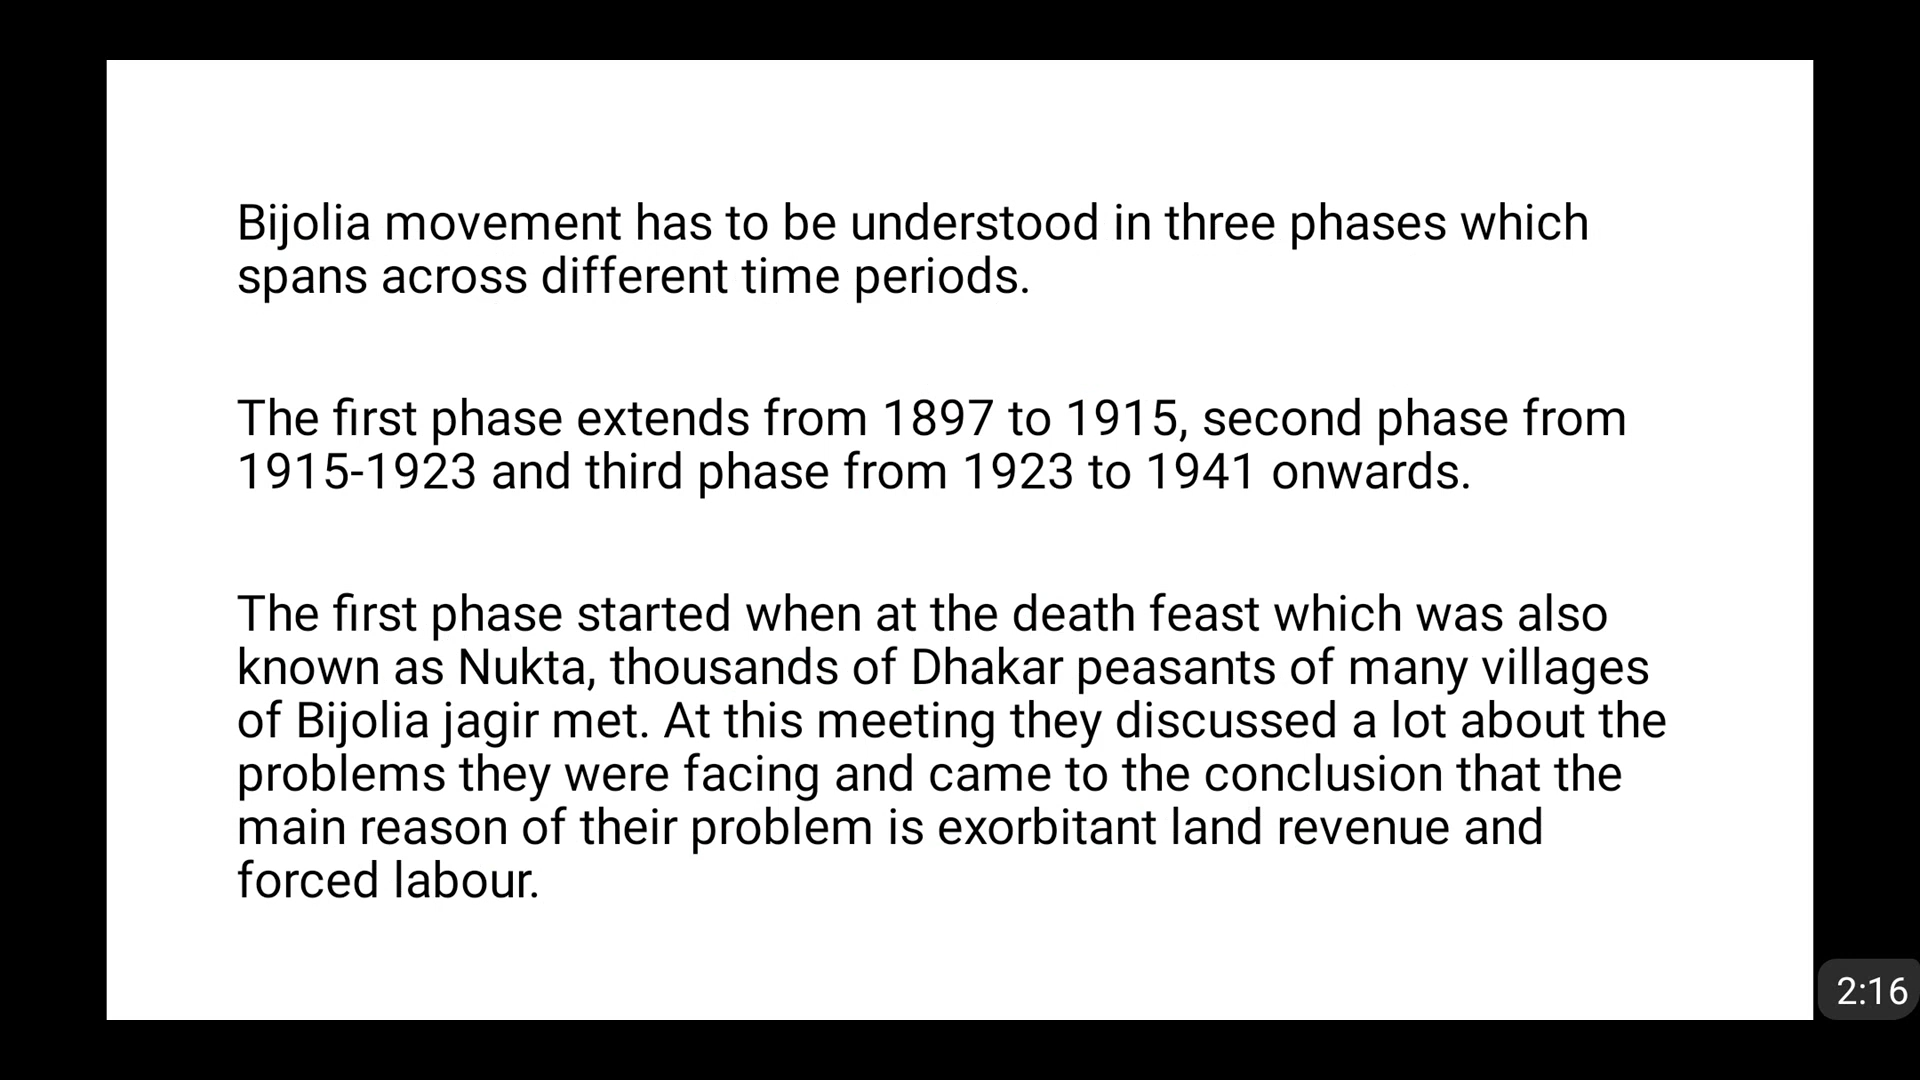 Bijolia movement has to be understood in three phases which
spans across different time periods.
The first phase extends from 1897 to 1915, second phase from
1915-1923 and third phase from 1923 to 1941 onwards.
The first phase started when at the death feast which was also
known as Nukta, thousands of Dhakar peasants of many villages
of Bijolia jagir met. At this meeting they discussed a lot about the
problems they were facing and came to the conclusion that the
main reason of their problem is exorbitant land revenue and
forced labour.
2:16